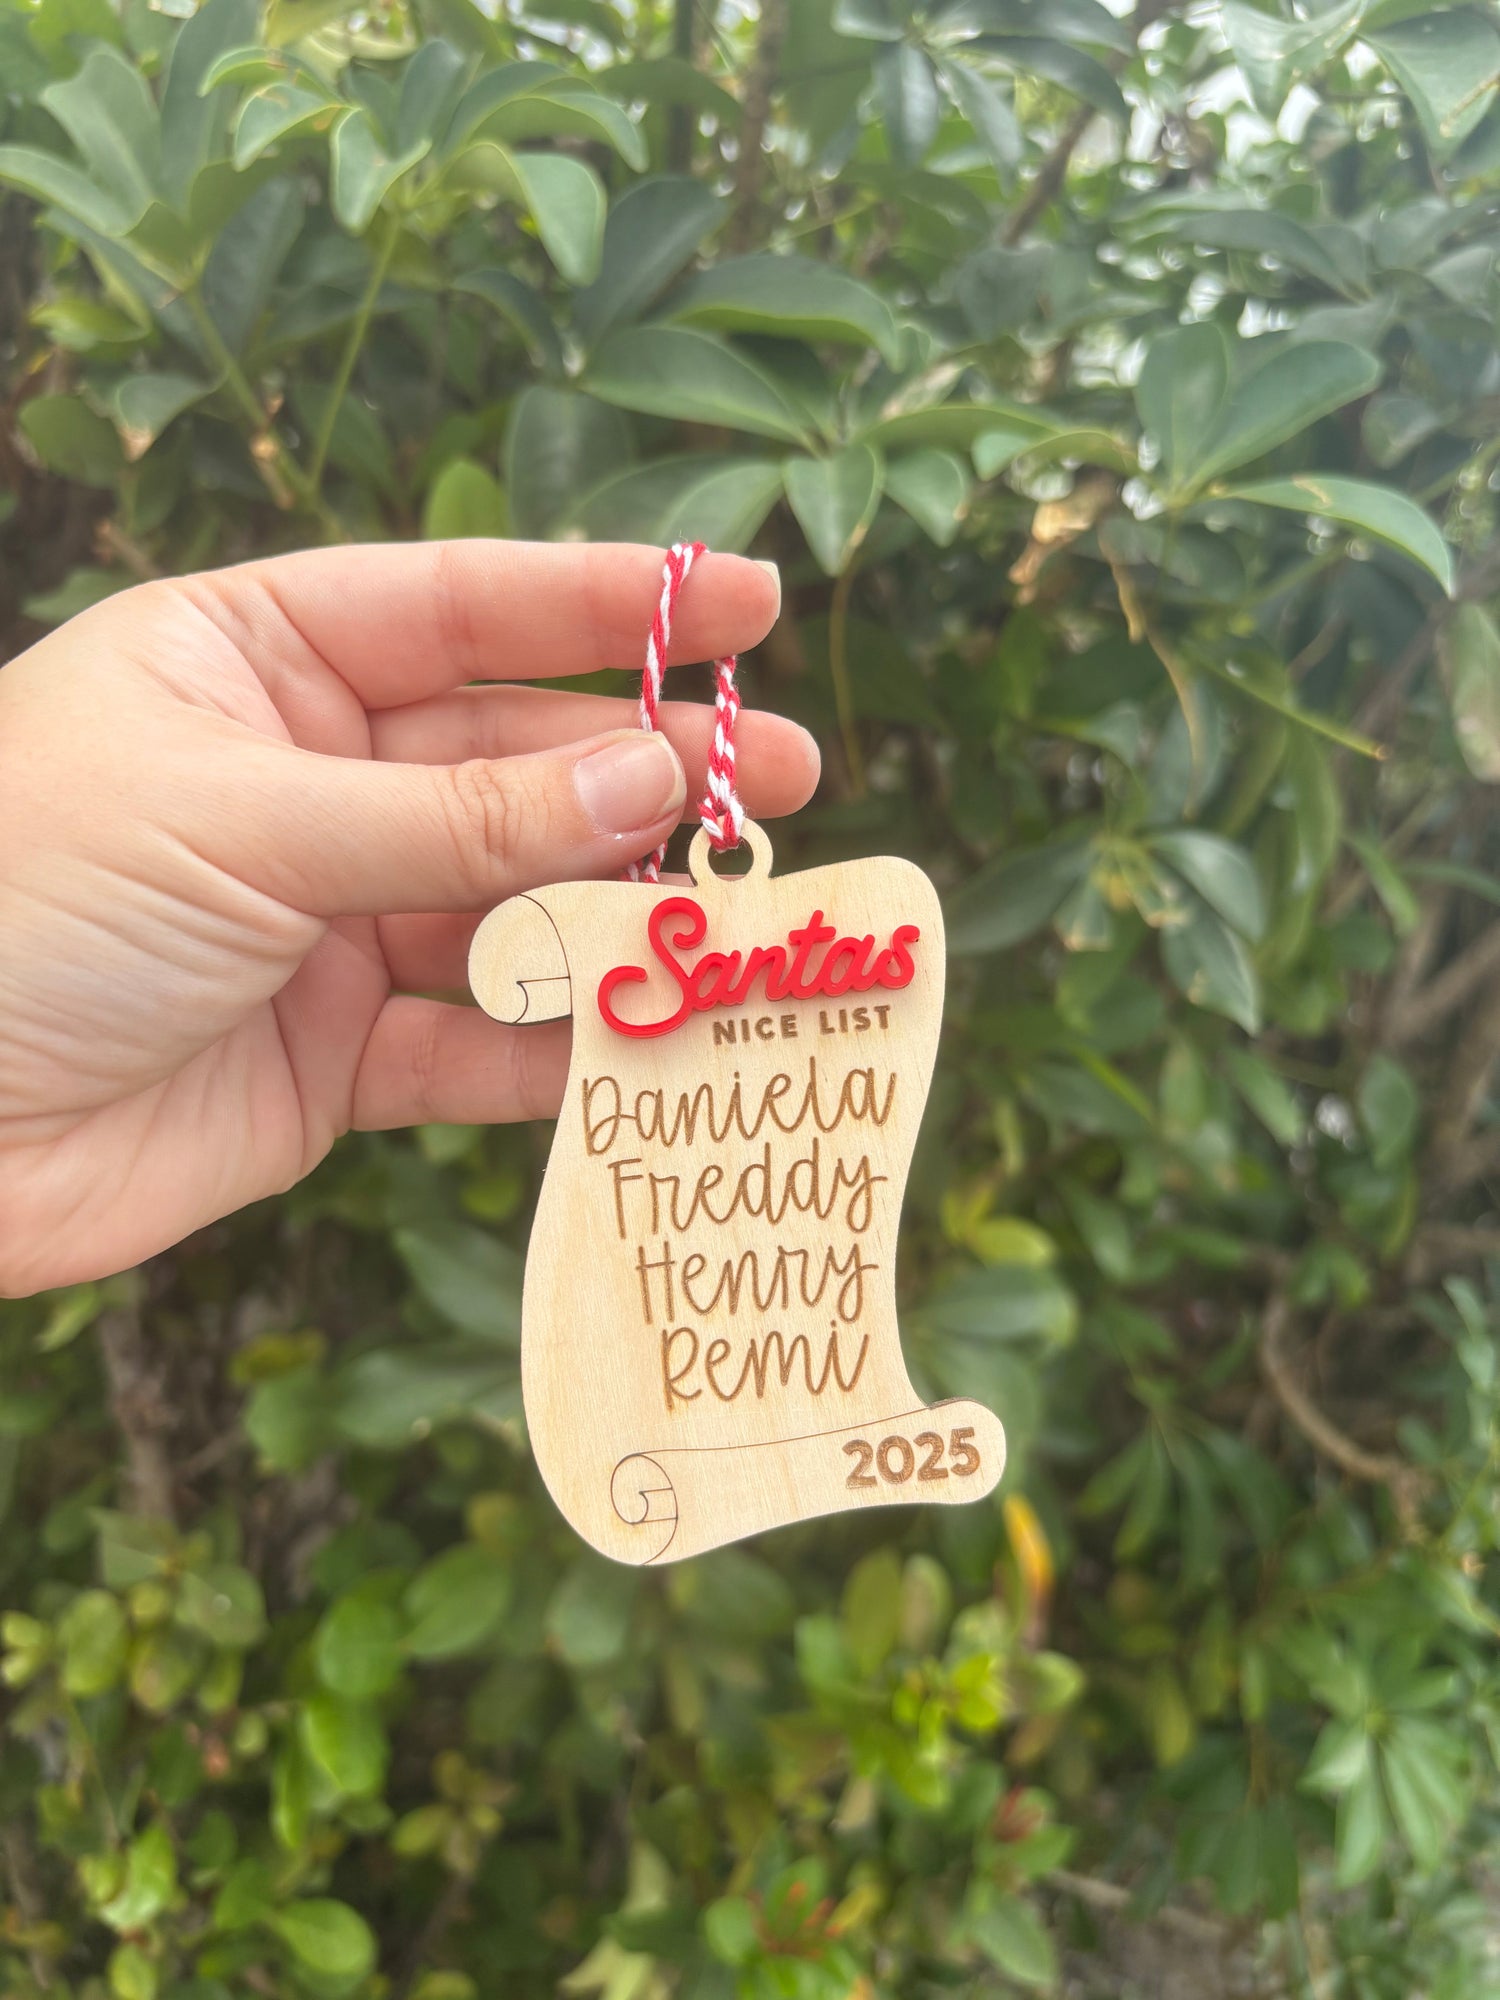 Santas
NICE LIST
Daniela
Freddy
Henry
Remi
2025